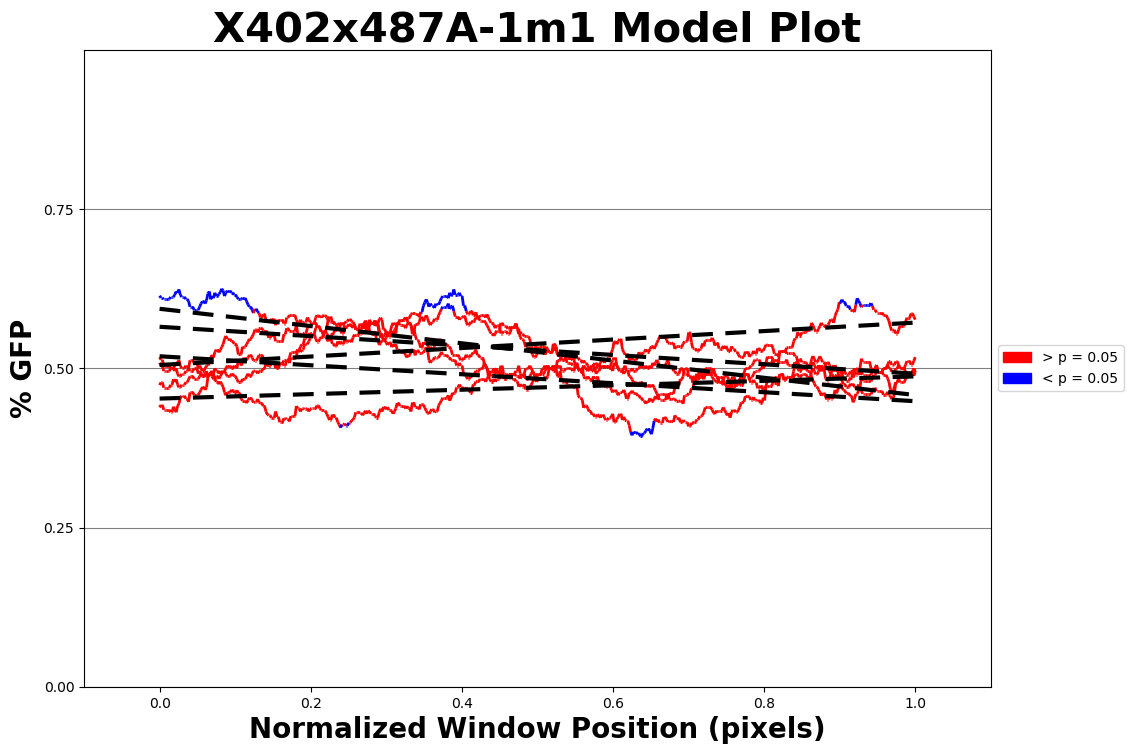 X402x487A-1m1 Model Plot
% GFP
0.75
0.50
0.25
0.00
0.0 0.2 0.4 0.6 0.8 1.0
Normalized Window Position (pixels)
> p = 0.05
< p = 0.05